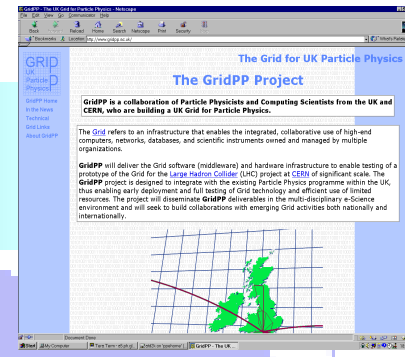 GridPP - The UK Grid for Particle Physics - Netscape
File Edit View Go Communicator Help
Back Reload Home Search Netscape Print Security
Bookmarks Location: http://www.gridpp.ac.uk/ What's Related
The Grid for UK Particle Physics
GRID
UK
Particle
Physics
The GridPP Project
GridPP Home
In the News
Technical
Grid Links
About GridPP
GridPP is a collaboration of Particle Physicists and Computing Scientists from the UK and
CERN, who are building a UK Grid for Particle Physics.
The Grid refers to an infrastructure that enables the integrated, collaborative use of high-end
computers, networks, databases, and scientific instruments owned and managed by multiple
organizations.
GridPP will deliver the Grid software (middleware) and hardware infrastructure to enable testing of a
prototype of the Grid for the Large Hadron Collider (LHC) project at CERN of significant scale. The
GridPP project is designed to integrate with the existing Particle Physics programme within the UK,
thus enabling early deployment and full testing of Grid technology and efficient use of limited
resources. The project will disseminate GridPP deliverables in the multi-disciplinary e-Science
environment and will seek to build collaborations with emerging Grid activities both nationally and
internationally.
Document: Done
Start My Computer Tera Term GridPP - The UK ...